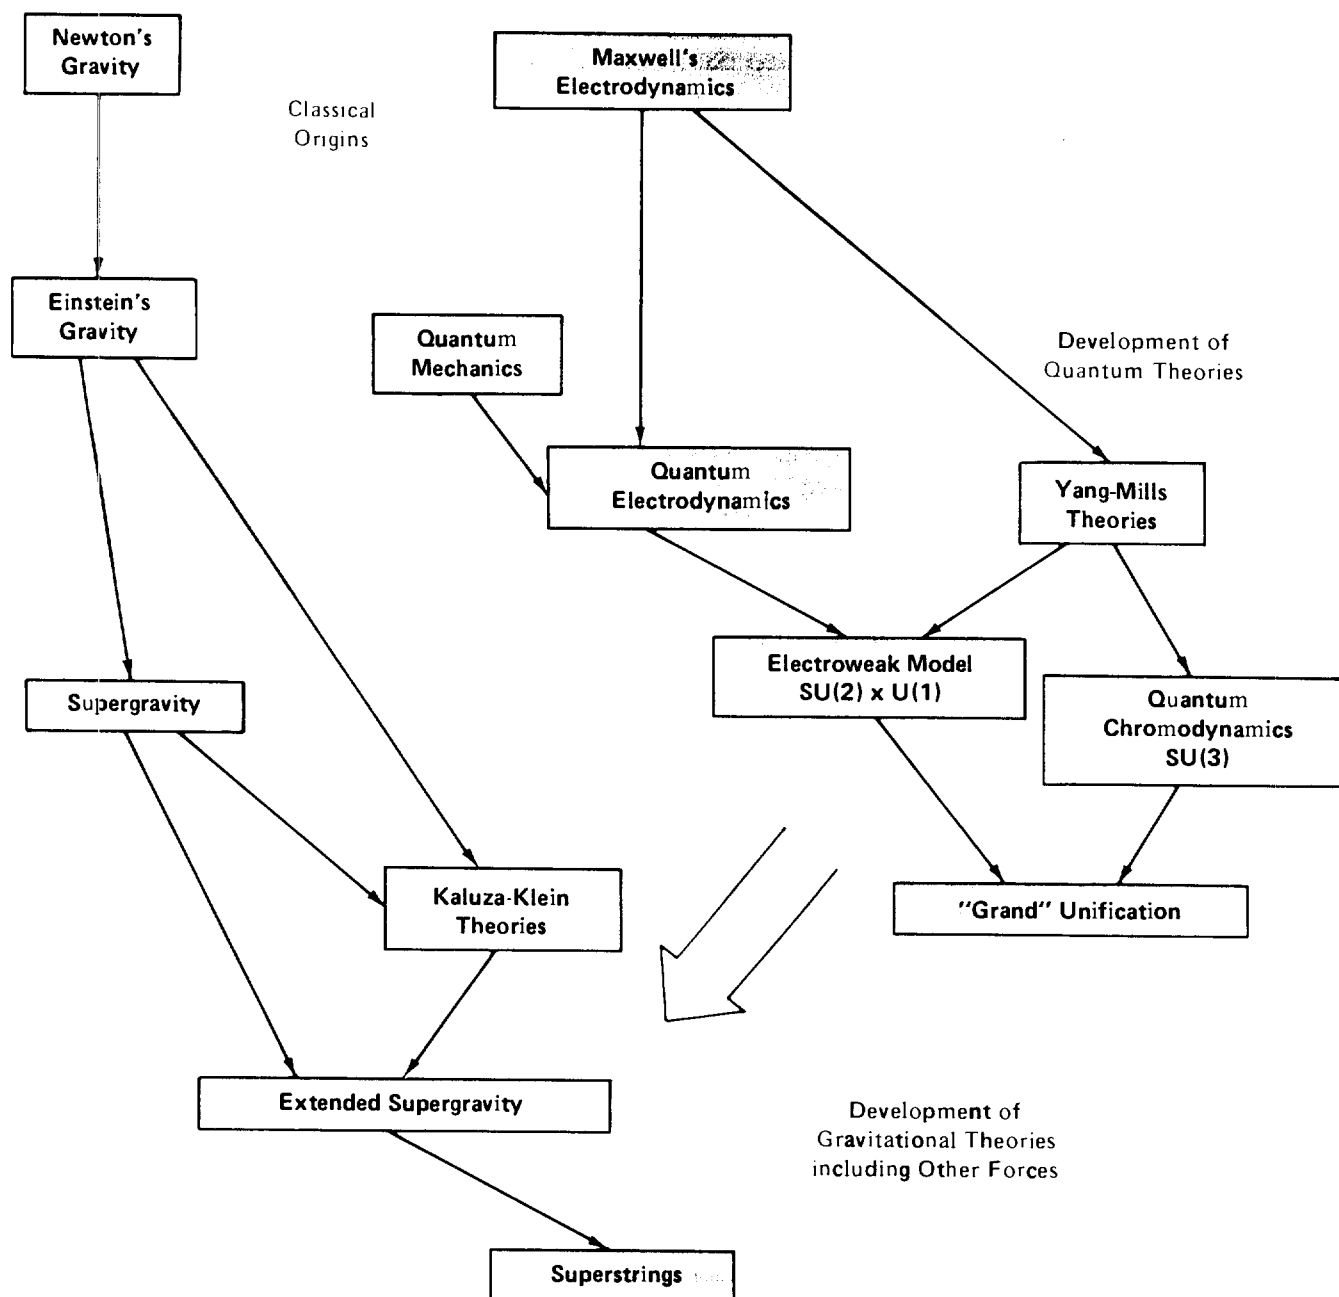 Newton's
Gravity
Maxwell's
Electrodynamics
Classical
Origins
Einstein's
Gravity
Quantum
Mechanics
Development of
Quantum Theories
Quantum
Electrodynamics
Yang-Mills
Theories
Electroweak Model
SU(2) x U(1)
Supergravity
Quantum
Chromodynamics
SU(3)
Kaluza-Klein
Theories
"Grand" Unification
Extended Supergravity
Development of
Gravitational Theories
including Other Forces
Superstrings